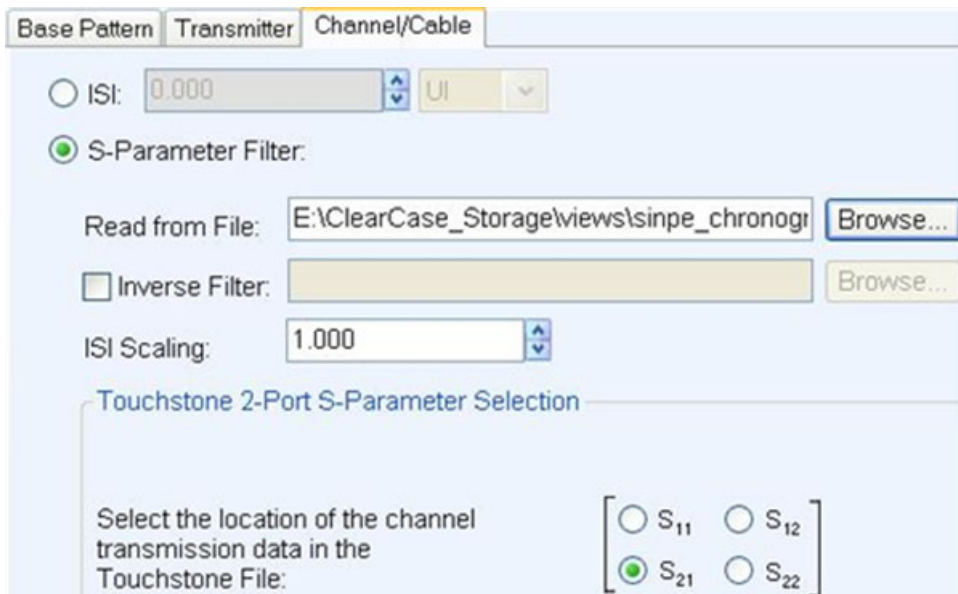 Base Pattern Transmitter Channel/Cable
ISI: 0.000 UI
S-Parameter Filter:
Read from File: E:\ClearCase_Storage\views\sinpe_chronogr Browse...
Inverse Filter: Browse...
ISI Scaling: 1.000
Touchstone 2-Port S-Parameter Selection
Select the location of the channel
transmission data in the
Touchstone File:
S11 S12
S21 S22